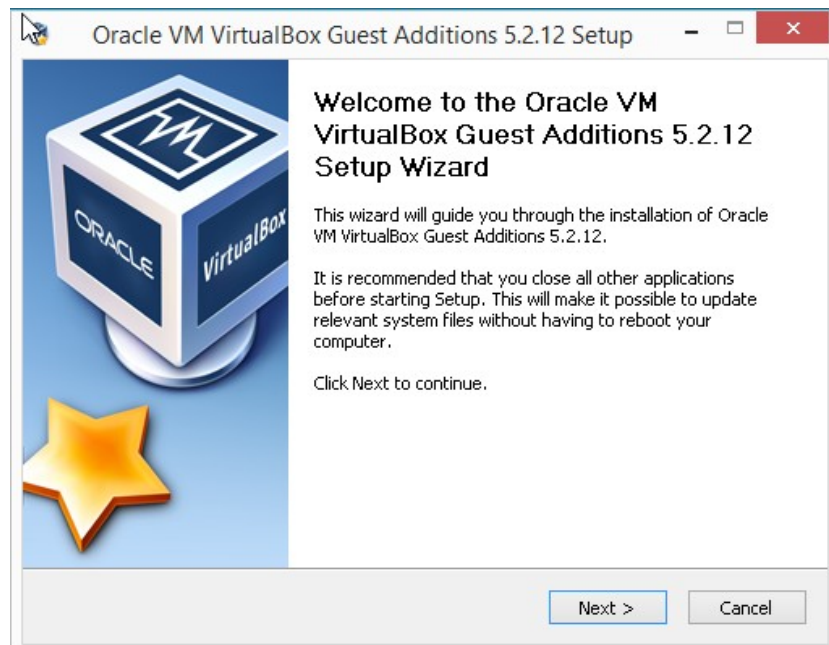 Oracle VM VirtualBox Guest Additions 5.2.12 Setup
Welcome to the Oracle VM
VirtualBox Guest Additions 5.2.12
Setup Wizard
This wizard will guide you through the installation of Oracle
VM VirtualBox Guest Additions 5.2.12.
It is recommended that you close all other applications
before starting Setup. This will make it possible to update
relevant system files without having to reboot your
computer.
Click Next to continue.
ORACLE
VirtualBox
Next >
Cancel